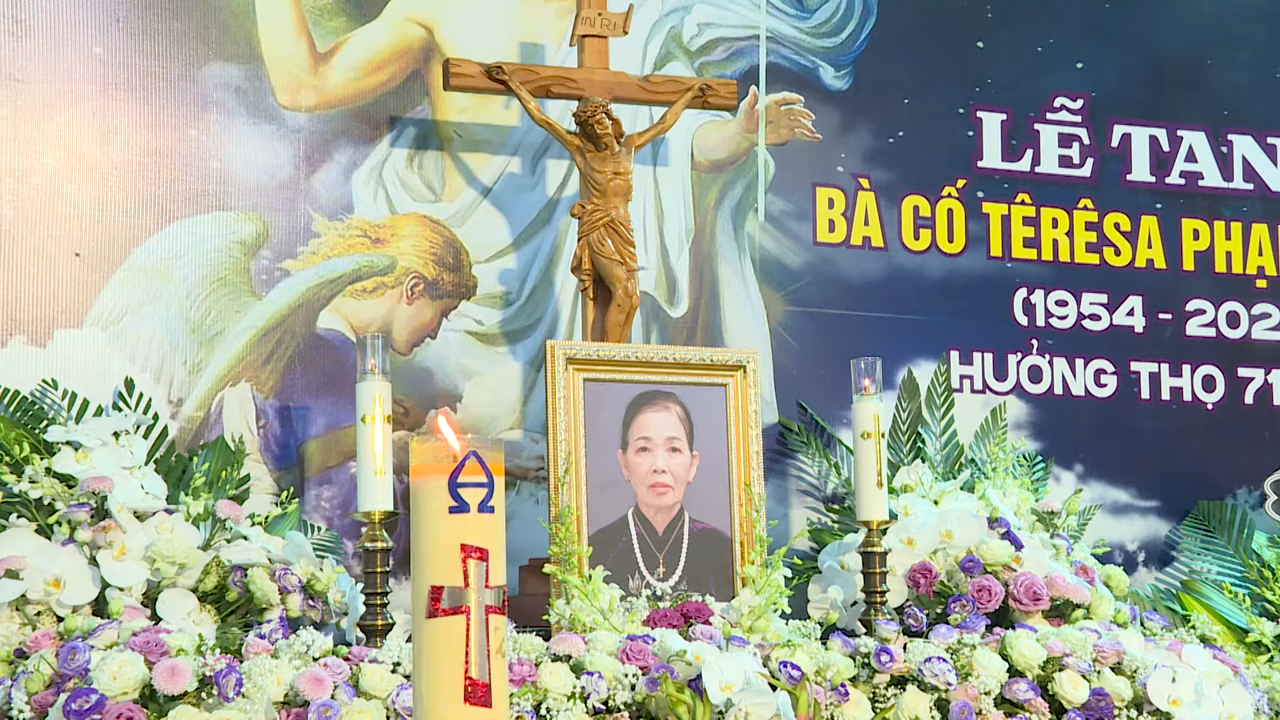 INRI
LỄ TAN
BÀ CỐ TÊRÊSA PHẠ
(1954 - 202
HƯỞNG THỌ 71